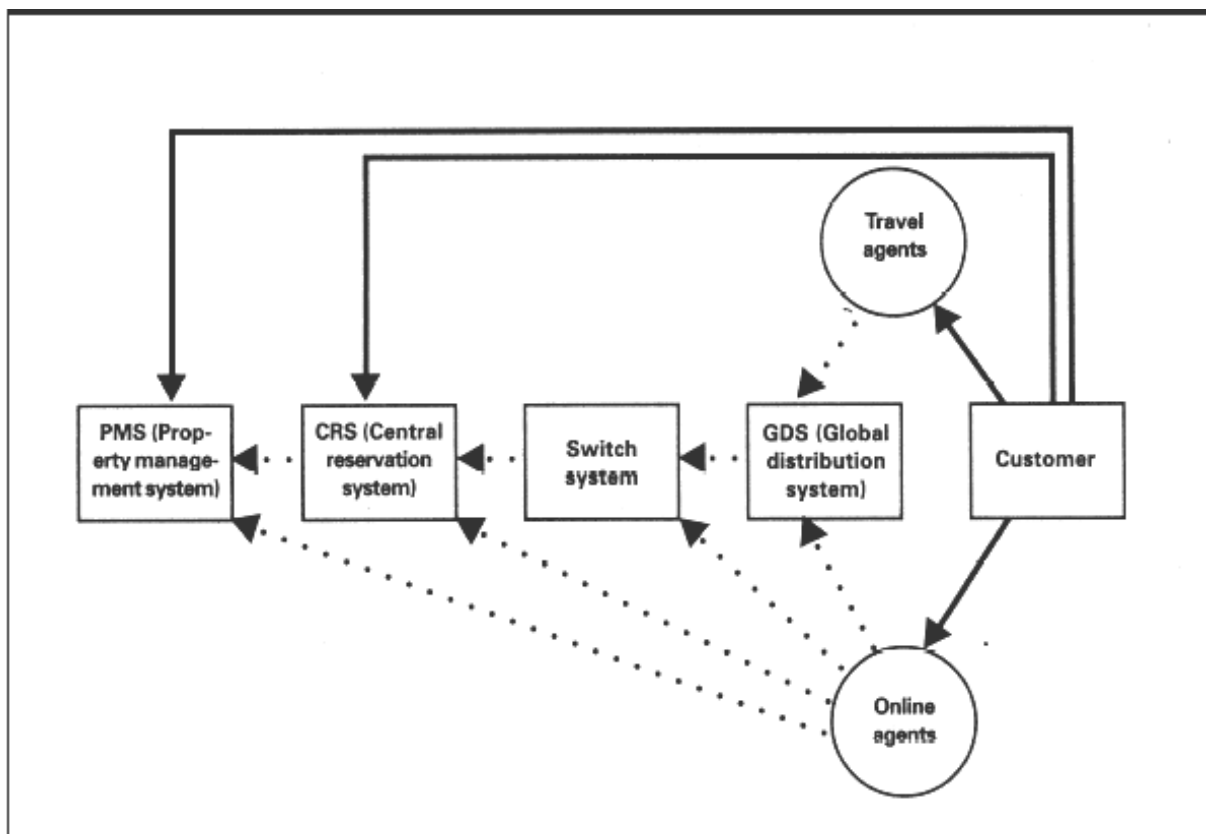 Travel
agents
PMS (Prop-
erty manage-
ment system)
CRS (Central
reservation
system)
Switch
system
GDS (Global
distribution
system)
Customer
Online
agents